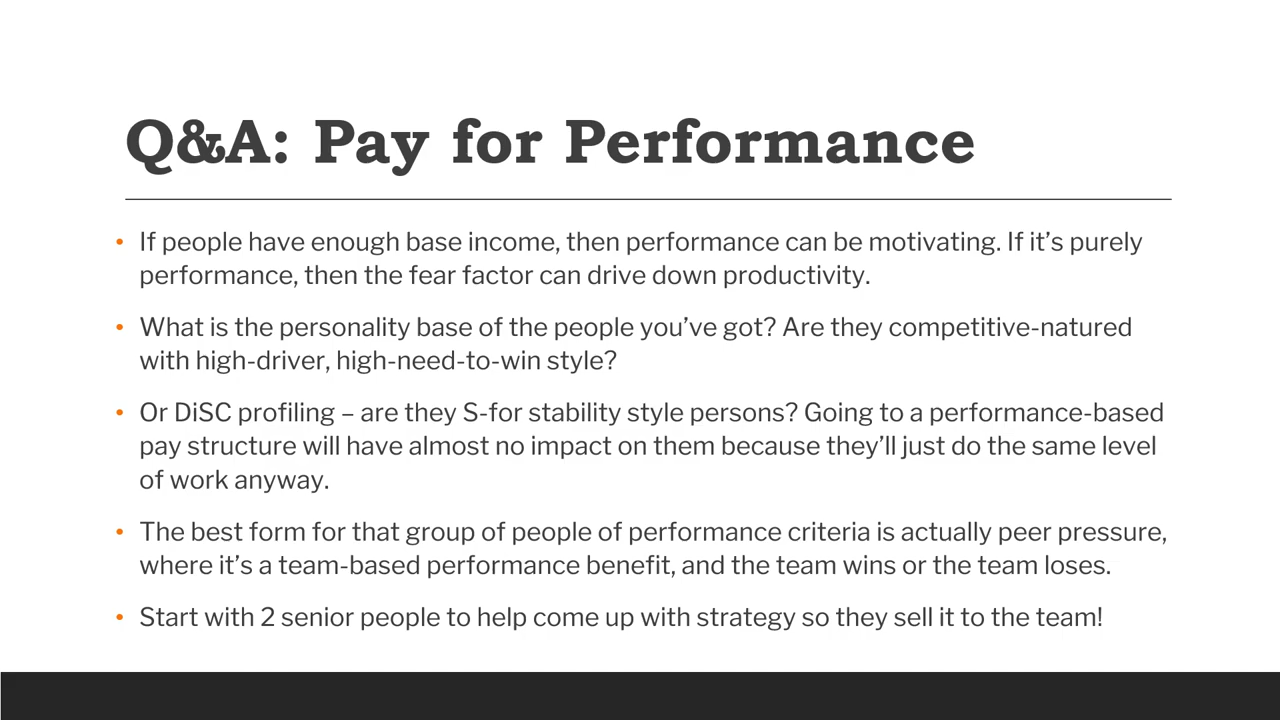 Q&A: Pay for Performance
• If people have enough base income, then performance can be motivating. If it’s purely
performance, then the fear factor can drive down productivity.
• What is the personality base of the people you’ve got? Are they competitive-natured
with high-driver, high-need-to-win style?
• Or DiSC profiling – are they S-for stability style persons? Going to a performance-based
pay structure will have almost no impact on them because they’ll just do the same level
of work anyway.
• The best form for that group of people of performance criteria is actually peer pressure,
where it’s a team-based performance benefit, and the team wins or the team loses.
• Start with 2 senior people to help come up with strategy so they sell it to the team!